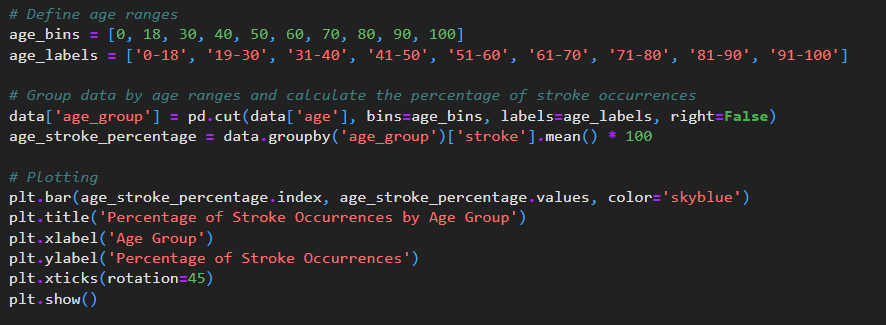 # Define age ranges
age_bins = [0, 18, 30, 40, 50, 60, 70, 80, 90, 100]
age_labels = ['0-18', '19-30', '31-40', '41-50', '51-60', '61-70', '71-80', '81-90', '91-100']
# Group data by age ranges and calculate the percentage of stroke occurrences
data['age_group'] = pd.cut(data['age'], bins=age_bins, labels=age_labels, right=False)
age_stroke_percentage = data.groupby('age_group')['stroke'].mean() * 100
# Plotting
plt.bar(age_stroke_percentage.index, age_stroke_percentage.values, color='skyblue')
plt.title('Percentage of Stroke Occurrences by Age Group')
plt.xlabel('Age Group')
plt.ylabel('Percentage of Stroke Occurrences')
plt.xticks(rotation=45)
plt.show()